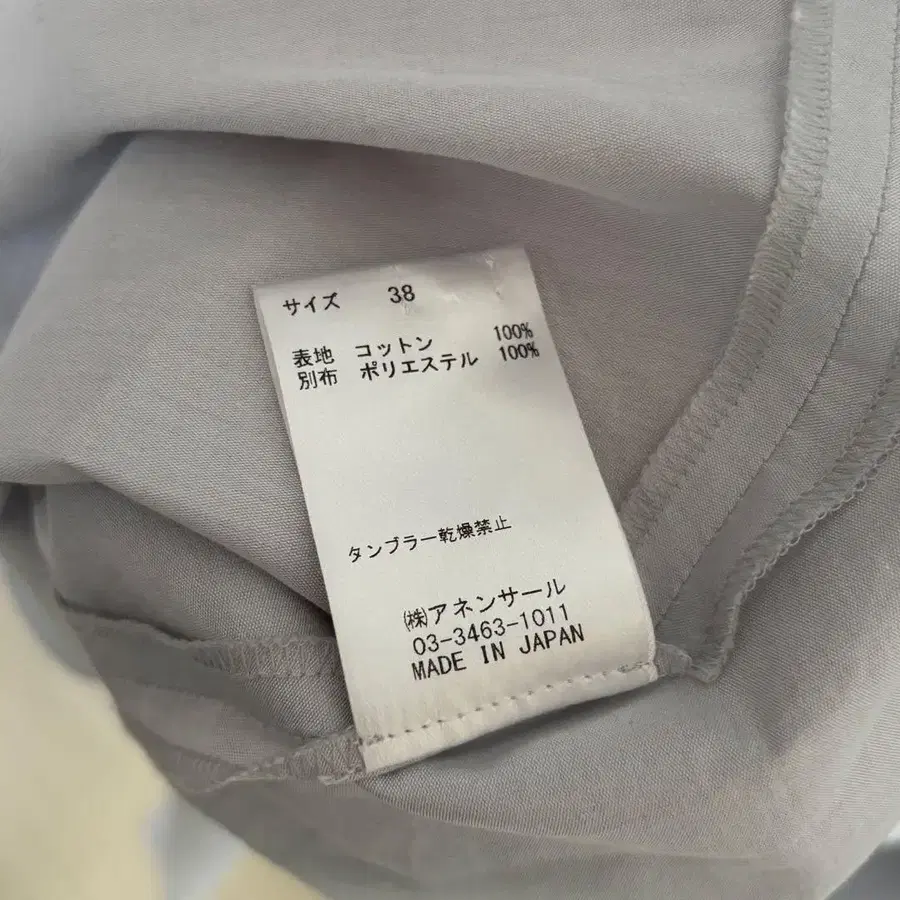 サイズ 38
表地 コットン 100%
別布 ポリエステル 100%
タンブラー乾燥禁止
㈱アネンサール
03-3463-1011
MADE IN JAPAN